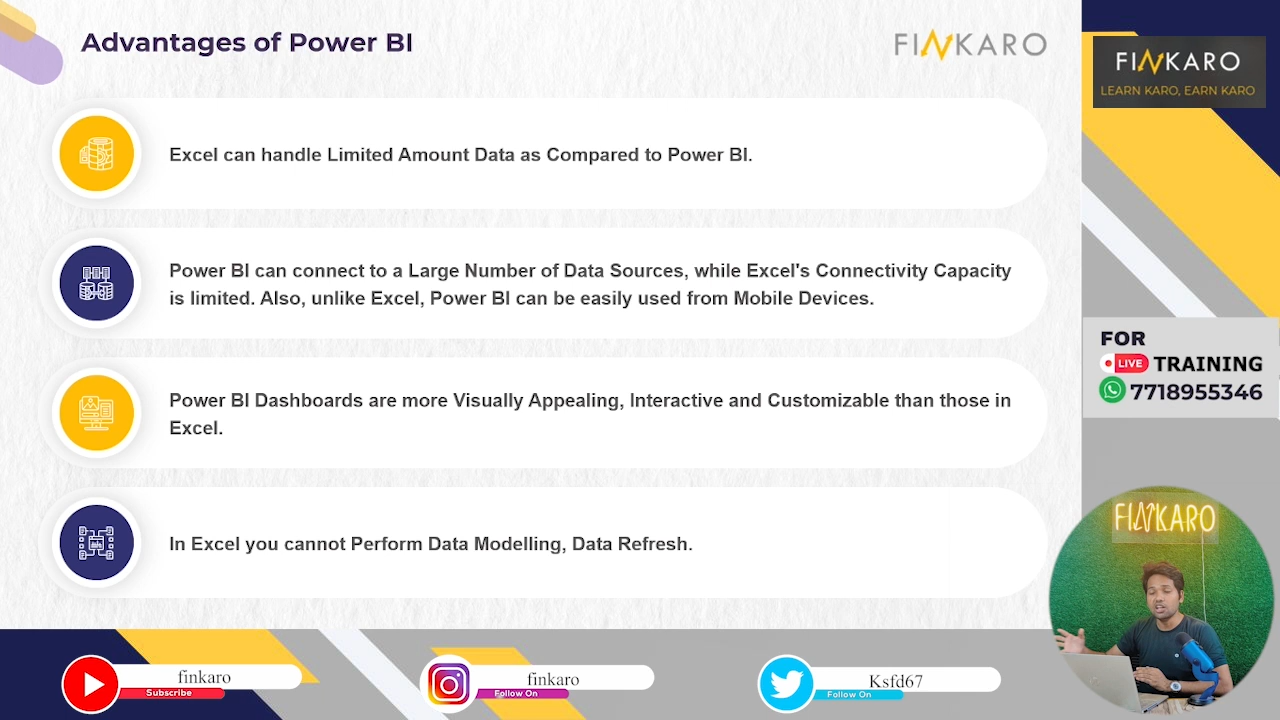 Advantages of Power BI
FINKARO
FINKARO
LEARN KARO, EARN KARO
Excel can handle Limited Amount Data as Compared to Power BI.
Power BI can connect to a Large Number of Data Sources, while Excel's Connectivity Capacity
is limited. Also, unlike Excel, Power BI can be easily used from Mobile Devices.
Power BI Dashboards are more Visually Appealing, Interactive and Customizable than those in
Excel.
In Excel you cannot Perform Data Modelling, Data Refresh.
FOR
LIVE TRAINING
7718955346
FINKARO
finkaro
Subscribe
finkaro
Follow On
Ksfd67
Follow On